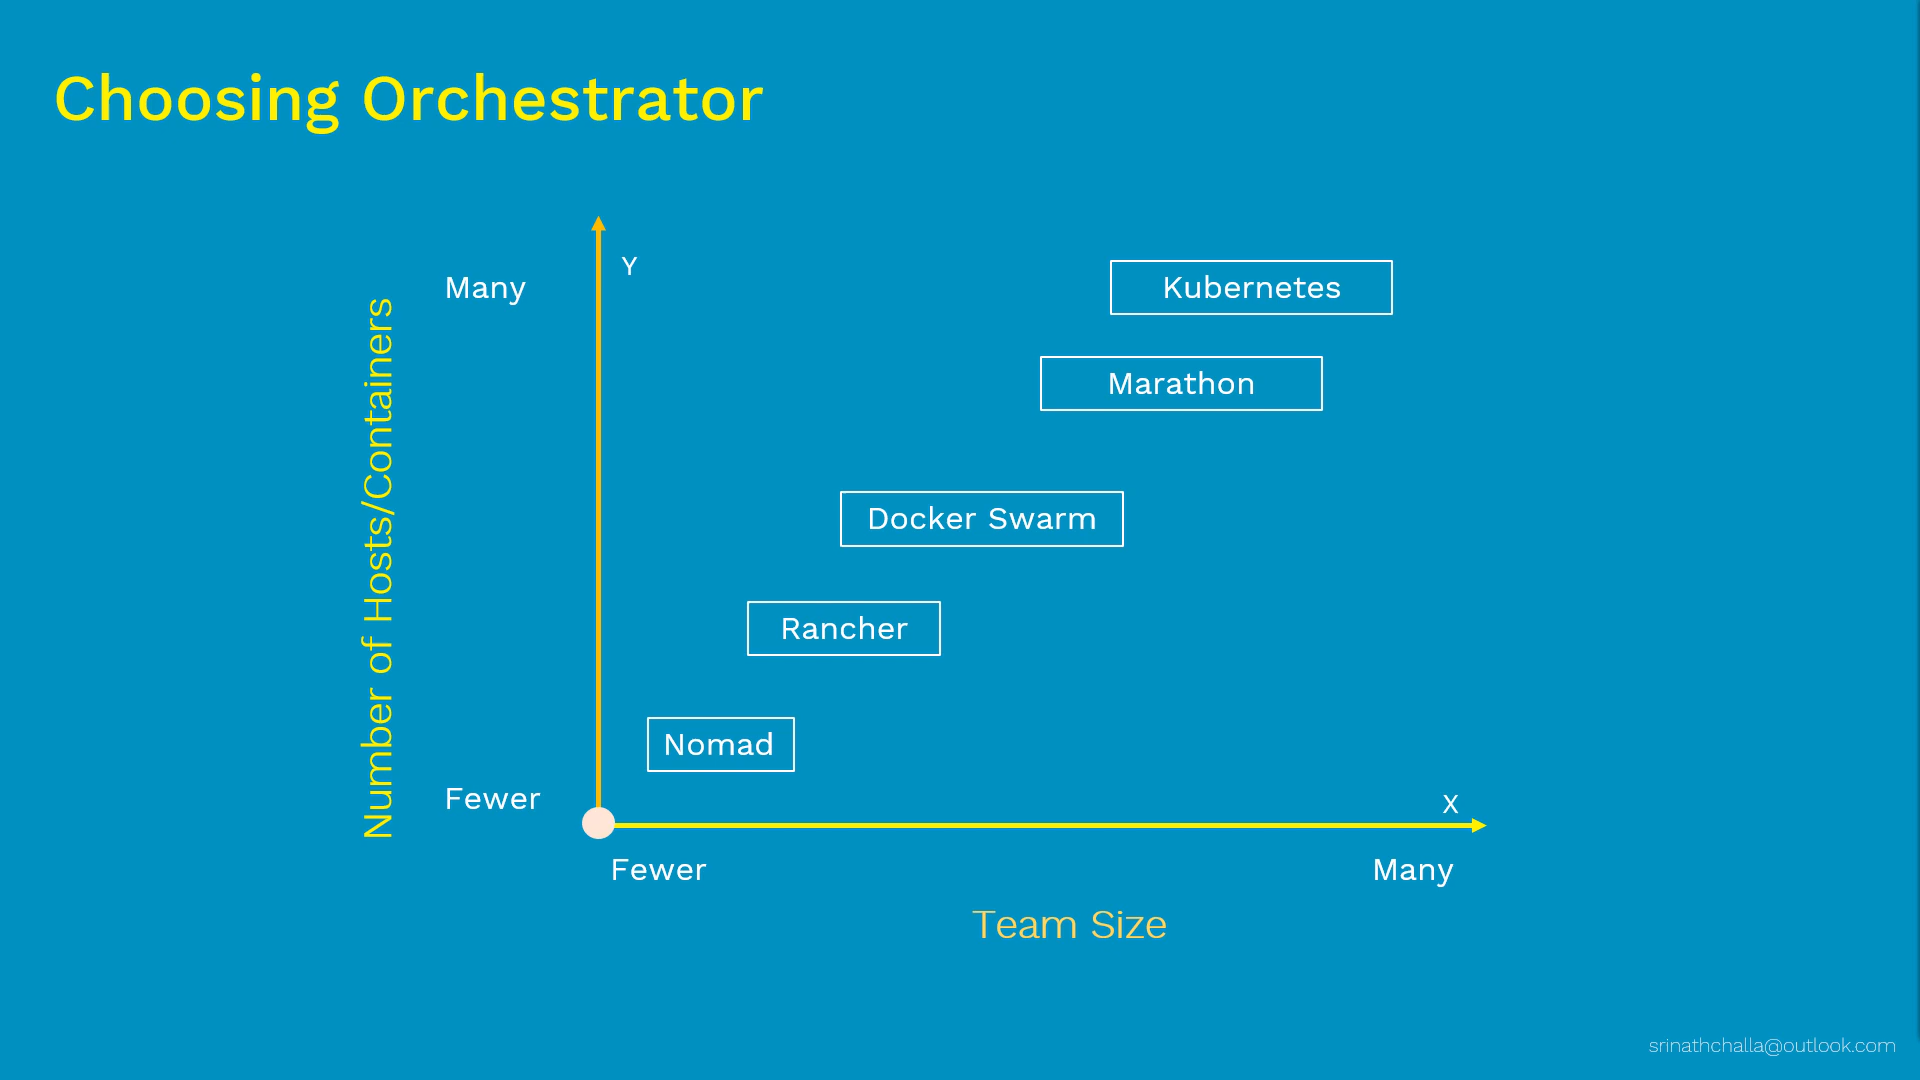 Choosing Orchestrator
Y
Many
Kubernetes
Marathon
Number of Hosts/Containers
Docker Swarm
Rancher
Nomad
Fewer
X
Fewer
Many
Team Size
srinathchalla@outlook.com